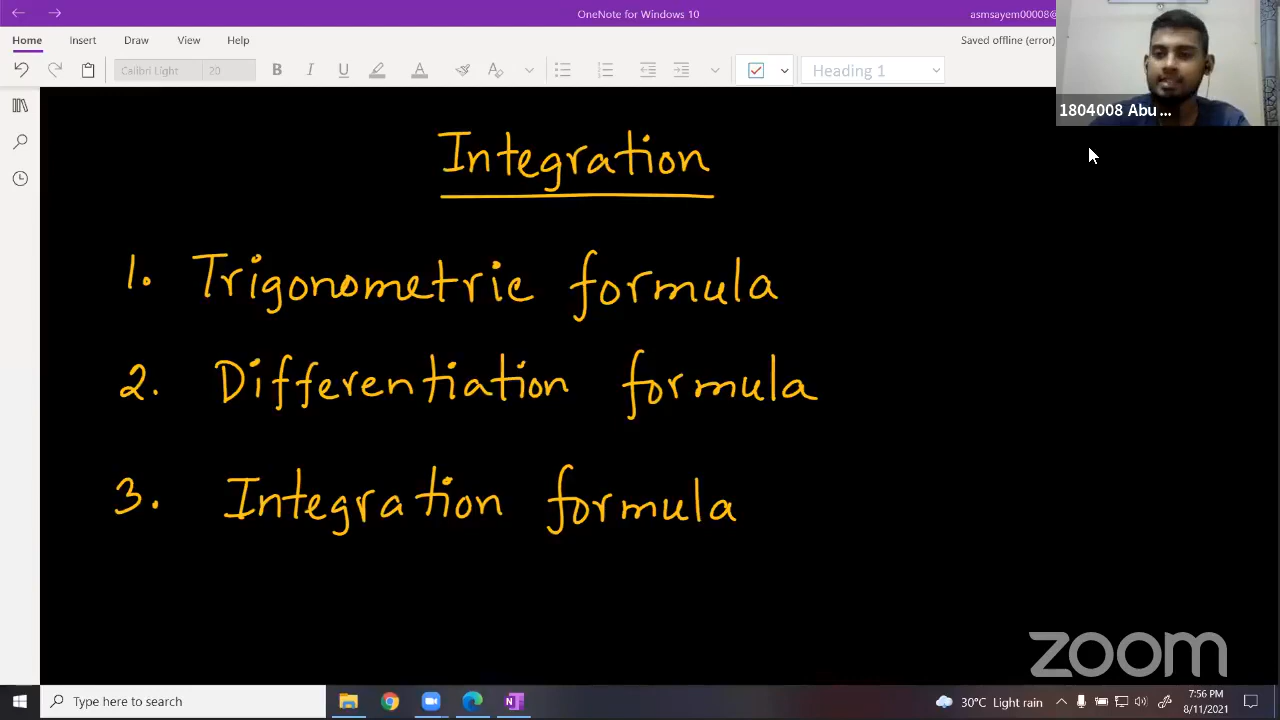 OneNote for Windows 10
asmsayem00008@
Home Insert Draw View Help
Saved offline (error)
Calibri Light 20 B I U A A Heading 1
1804008 Abu ...
Integration
1. Trigonometric formula
2. Differentiation formula
3. Integration formula
zoom
Type here to search
30°C Light rain
7:56 PM
8/11/2021